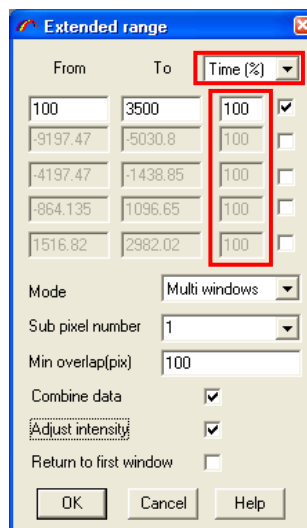 Extended range
From To Time (%)
100 3500 100
-9197.47 -5030.8 100
-4197.47 -1438.85 100
-864.135 1096.65 100
1516.82 2982.02 100
Mode Multi windows
Sub pixel number 1
Min overlap(pix) 100
Combine data
Adjust intensity
Return to first window
OK Cancel Help